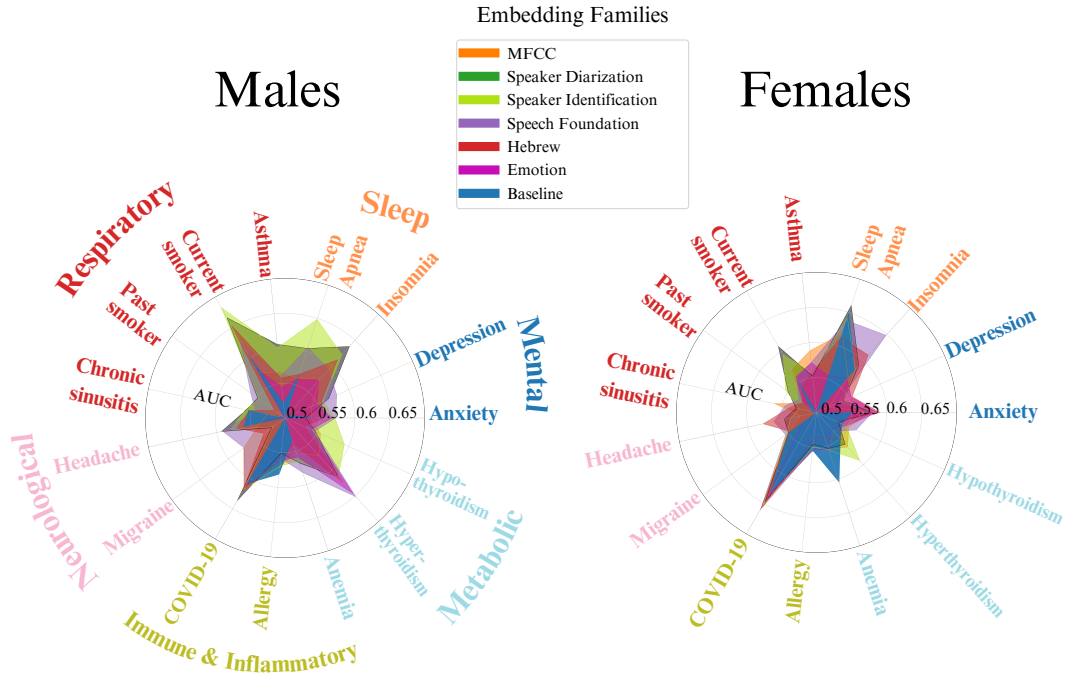 Embedding Families
MFCC
Speaker Diarization
Speaker Identification
Speech Foundation
Hebrew
Emotion
Baseline
Males
Females
Respiratory
Sleep
Mental
Metabolic
Immune & Inflammatory
Neurological
Asthma
Sleep
Apnea
Insomnia
Depression
Anxiety
Hypo-
thyroidism
Hyper-
thyroidism
Anemia
Allergy
COVID-19
Migraine
Headache
Chronic
sinusitis
Past
smoker
Current
smoker
AUC
0.5 0.55 0.6 0.65
Asthma
Sleep
Apnea
Insomnia
Depression
Anxiety
Hypothyroidism
Hyperthyroidism
Anemia
Allergy
COVID-19
Migraine
Headache
Chronic
sinusitis
Past
smoker
Current
smoker
AUC
0.5 0.55 0.6 0.65